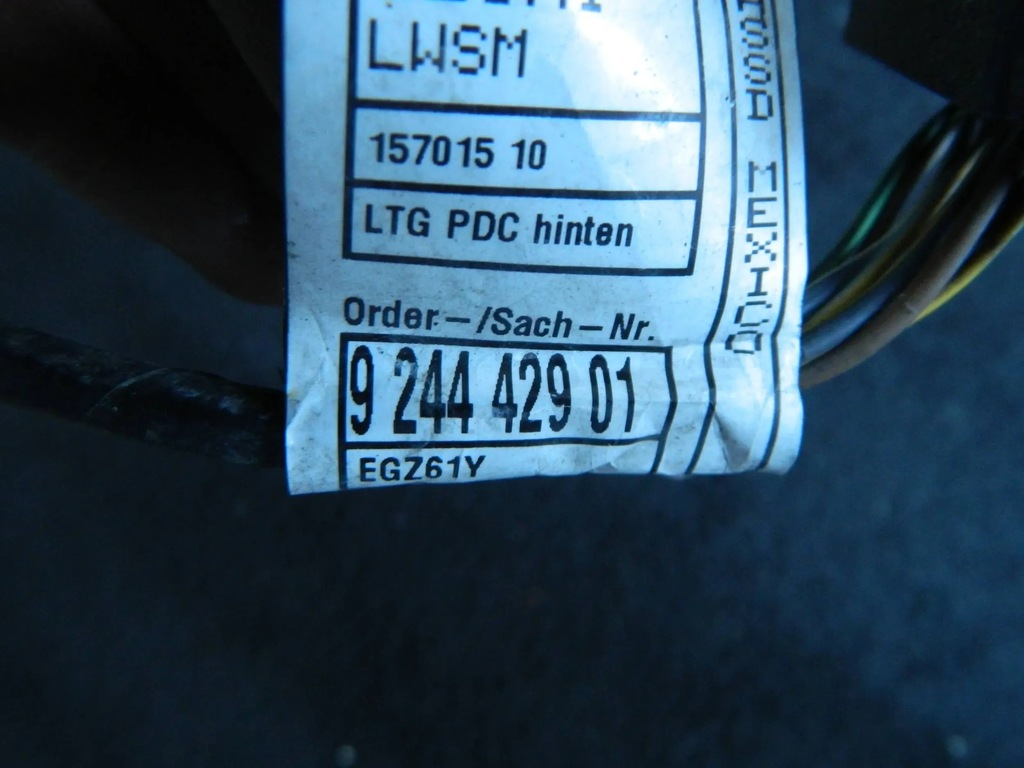 LWSM
157015 10
LTG PDC hinten
Order-/Sach-Nr.
9 244 429 01
EGZ61Y
MEXICO